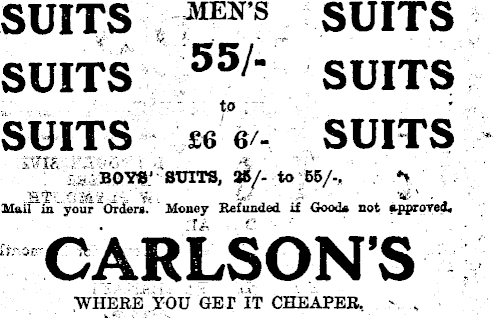 SUITS MEN'S SUITS
SUITS 55/- SUITS
to
SUITS £6 6/- SUITS
BOYS' SUITS, 25/- to 55/-.
Mail in your Orders. Money Refunded if Goods not approved.
CARLSON'S
WHERE YOU GET IT CHEAPER.